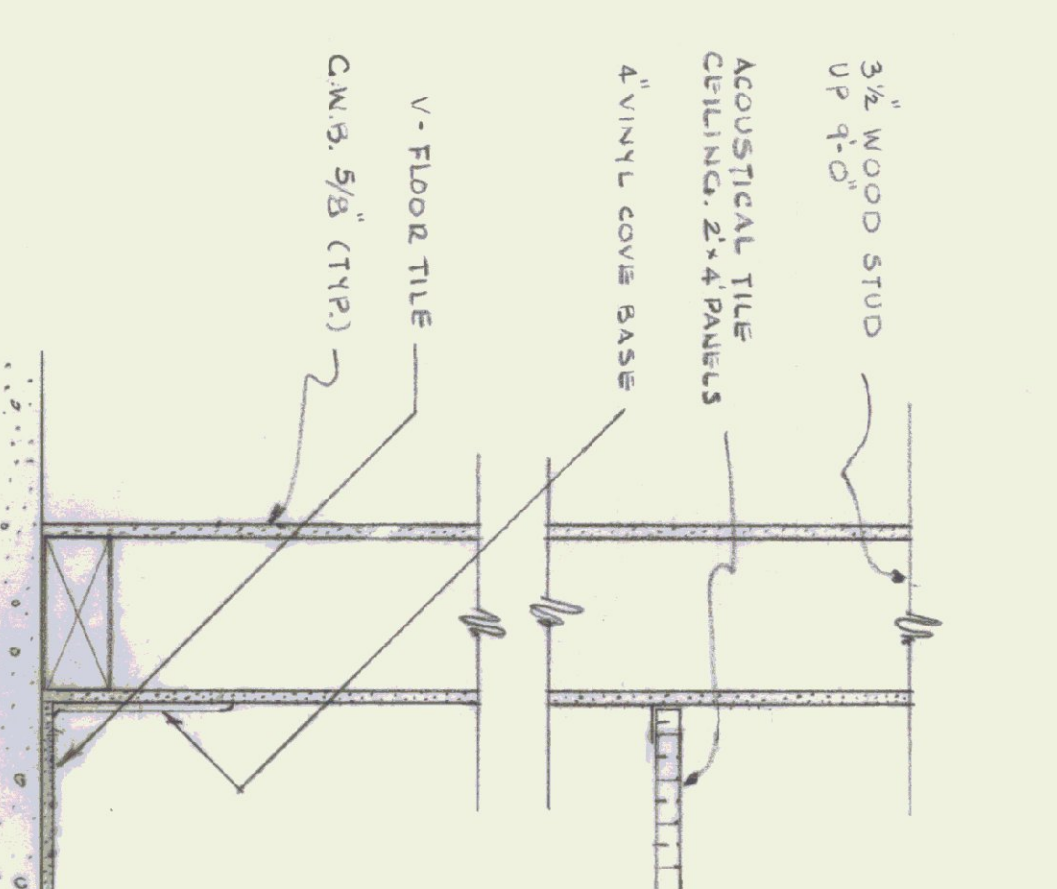 3½" WOOD STUD
UP 9'-0"
ACOUSTICAL TILE
CEILING. 2'x4' PANELS
4" VINYL COVE BASE
V-FLOOR TILE
G.W.B. 5/8" (TYP.)